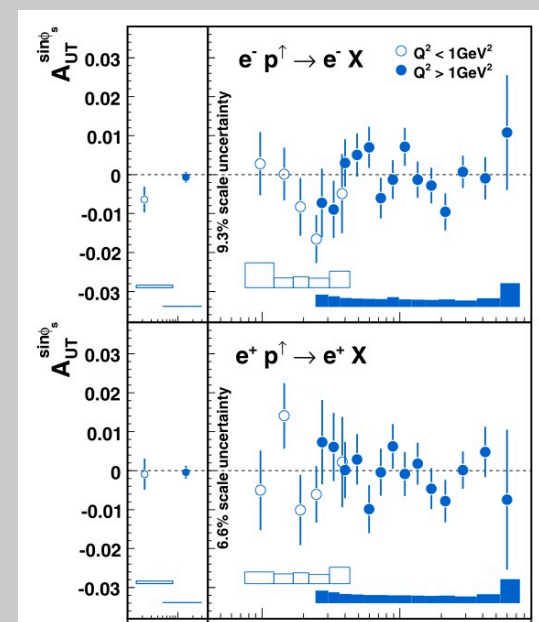 A_UT^sinϕ_s
0.03
0.02
0.01
0
-0.01
-0.02
-0.03
9.3% scale uncertainty
e⁻ p↑ → e⁻ X
Q² < 1GeV²
Q² > 1GeV²
A_UT^sinϕ_s
0.03
0.02
0.01
0
-0.01
-0.02
-0.03
6.6% scale uncertainty
e⁺ p↑ → e⁺ X